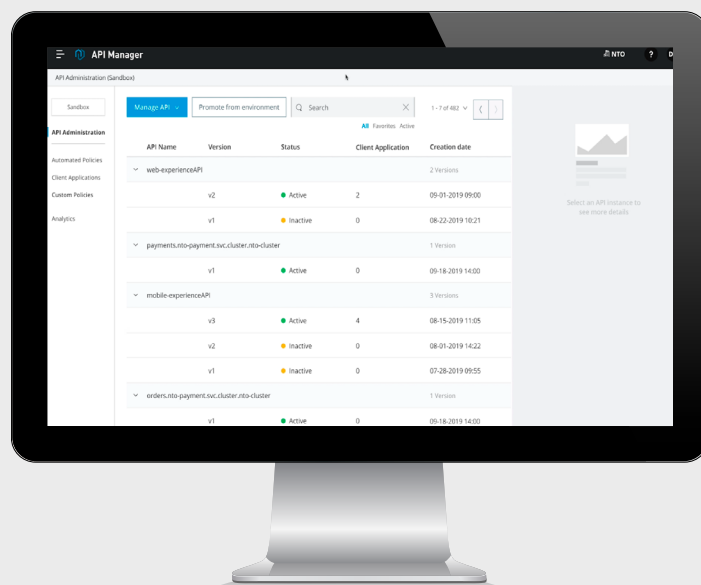 API Manager
NTO
?
API Administration (Sandbox)
Sandbox
Manage API
Promote from environment
Search
1 - 7 of 482
All Favorites Active
API Administration
Automated Policies
Client Applications
Custom Policies
Analytics
API Name Version Status Client Application Creation date
web-experienceAPI 2 Versions
v2 Active 2 09-01-2019 09:00
v1 Inactive 0 08-22-2019 10:21
payments.nto-payment.svc.cluster.nto-cluster 1 Version
v1 Active 0 09-18-2019 14:00
mobile-experienceAPI 3 Versions
v3 Active 4 08-15-2019 11:05
v2 Inactive 0 08-01-2019 14:22
v1 Inactive 0 07-28-2019 09:55
orders.nto-payment.svc.cluster.nto-cluster 1 Version
v1 Active 0 09-18-2019 14:00
Select an API instance to
see more details